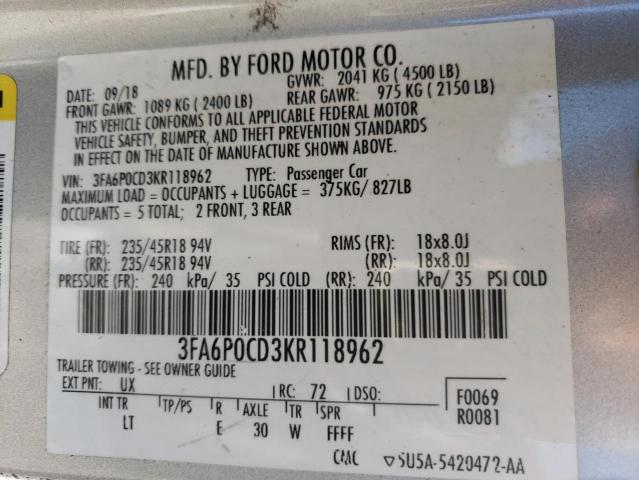 MFD. BY FORD MOTOR CO.
DATE: 09/18 GVWR: 2041 KG ( 4500 LB)
FRONT GAWR: 1089 KG ( 2400 LB) REAR GAWR: 975 KG ( 2150 LB)
THIS VEHICLE CONFORMS TO ALL APPLICABLE FEDERAL MOTOR
VEHICLE SAFETY, BUMPER, AND THEFT PREVENTION STANDARDS
IN EFFECT ON THE DATE OF MANUFACTURE SHOWN ABOVE.
VIN: 3FA6P0CD3KR118962 TYPE: Passenger Car
MAXIMUM LOAD = OCCUPANTS + LUGGAGE = 375KG/ 827LB
OCCUPANTS = 5 TOTAL; 2 FRONT, 3 REAR
TIRE (FR): 235/45R18 94V RIMS (FR): 18x8.0J
(RR): 235/45R18 94V (RR): 18x8.0J
PRESSURE (FR): 240 kPa/ 35 PSI COLD (RR): 240 kPa/ 35 PSI COLD
3FA6P0CD3KR118962
TRAILER TOWING - SEE OWNER GUIDE
EXT PNT: UX RC: 72 DSO: F0069
INT TR TP/PS R AXLE TR SPR R0081
LT E 30 W FFFF
CMC 5U5A-5420472-AA